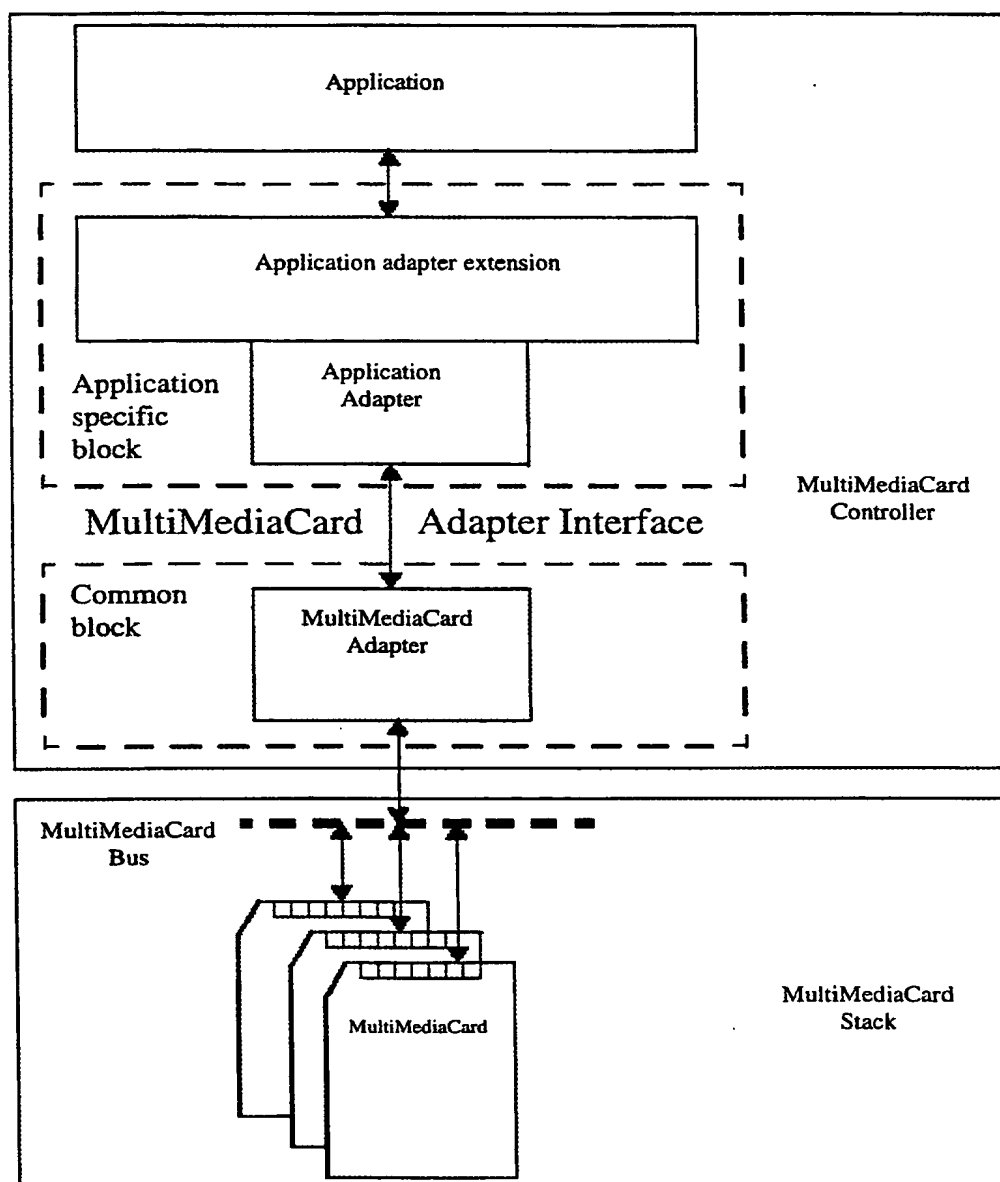 Application
Application adapter extension
Application
Adapter
Application
specific
block
MultiMediaCard
Controller
MultiMediaCard Adapter Interface
Common
block
MultiMediaCard
Adapter
MultiMediaCard
Bus
MultiMediaCard
MultiMediaCard
Stack